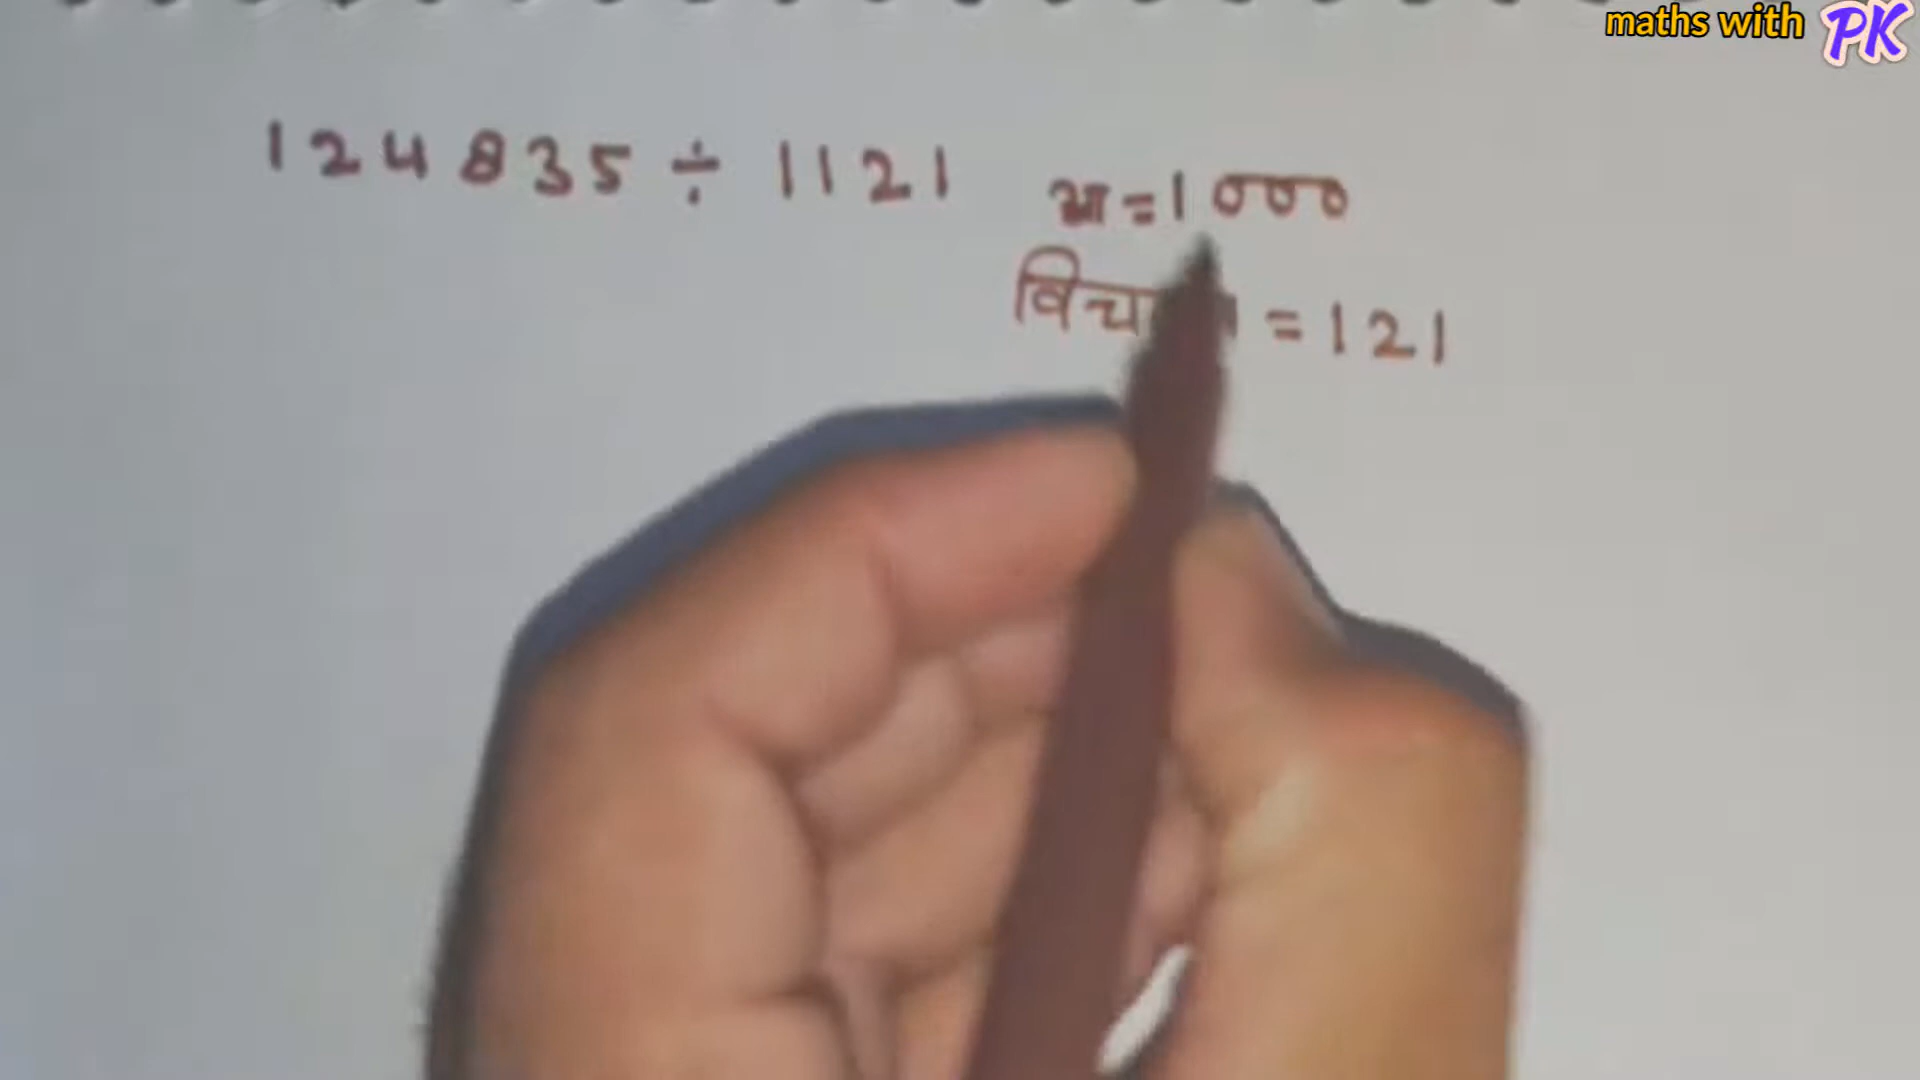 maths with PK
124835 ÷ 1121
आ = 1000
= 121